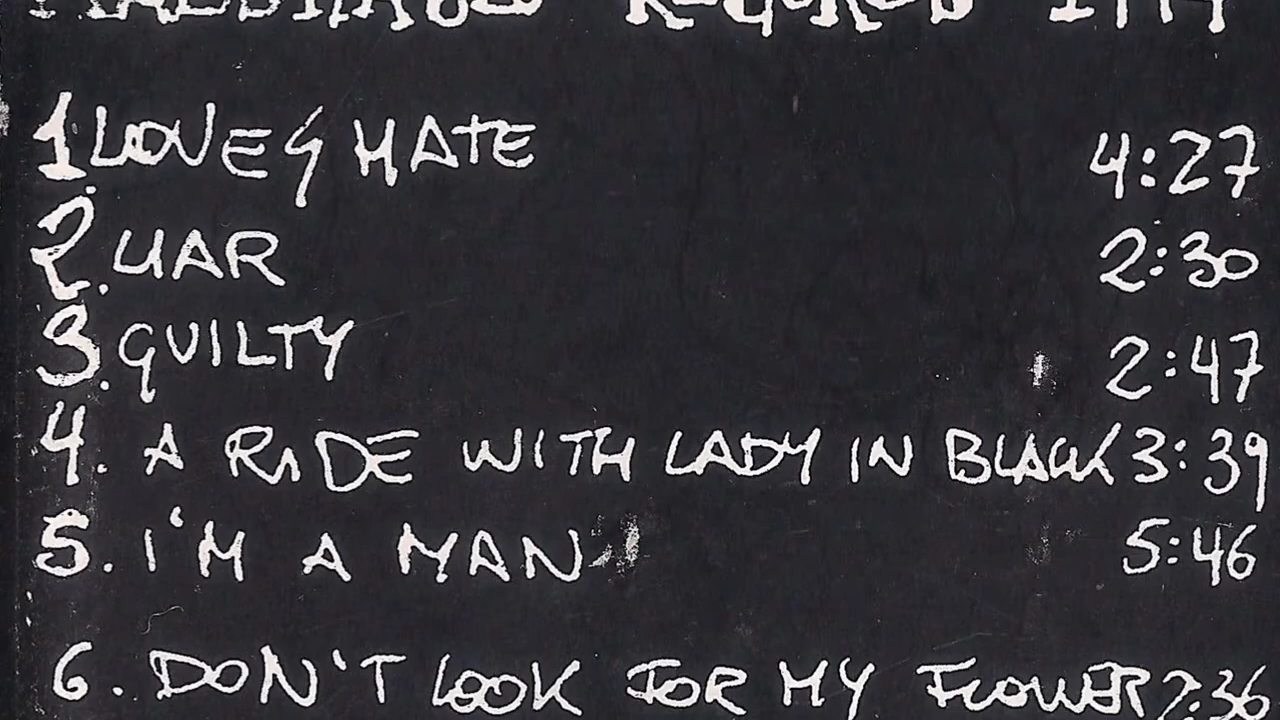 1. LOVE & HATE 4:27
2. LIAR 2:30
3. GUILTY 2:47
4. A RIDE WITH LADY IN BLACK 3:39
5. I'M A MAN 5:46
6. DON'T LOOK FOR MY FLOWER :36